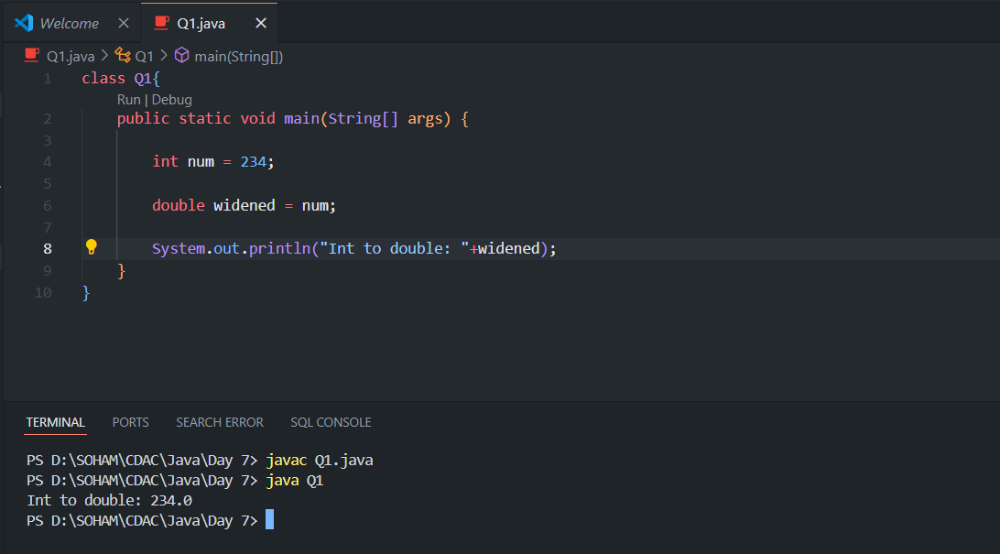 Welcome
Q1.java
Q1.java > Q1 > main(String[])
1 class Q1{
Run | Debug
2 public static void main(String[] args) {
3
4 int num = 234;
5
6 double widened = num;
7
8 System.out.println("Int to double: "+widened);
9 }
10 }
TERMINAL PORTS SEARCH ERROR SQL CONSOLE
PS D:\SOHAM\CDAC\Java\Day 7> javac Q1.java
PS D:\SOHAM\CDAC\Java\Day 7> java Q1
Int to double: 234.0
PS D:\SOHAM\CDAC\Java\Day 7>